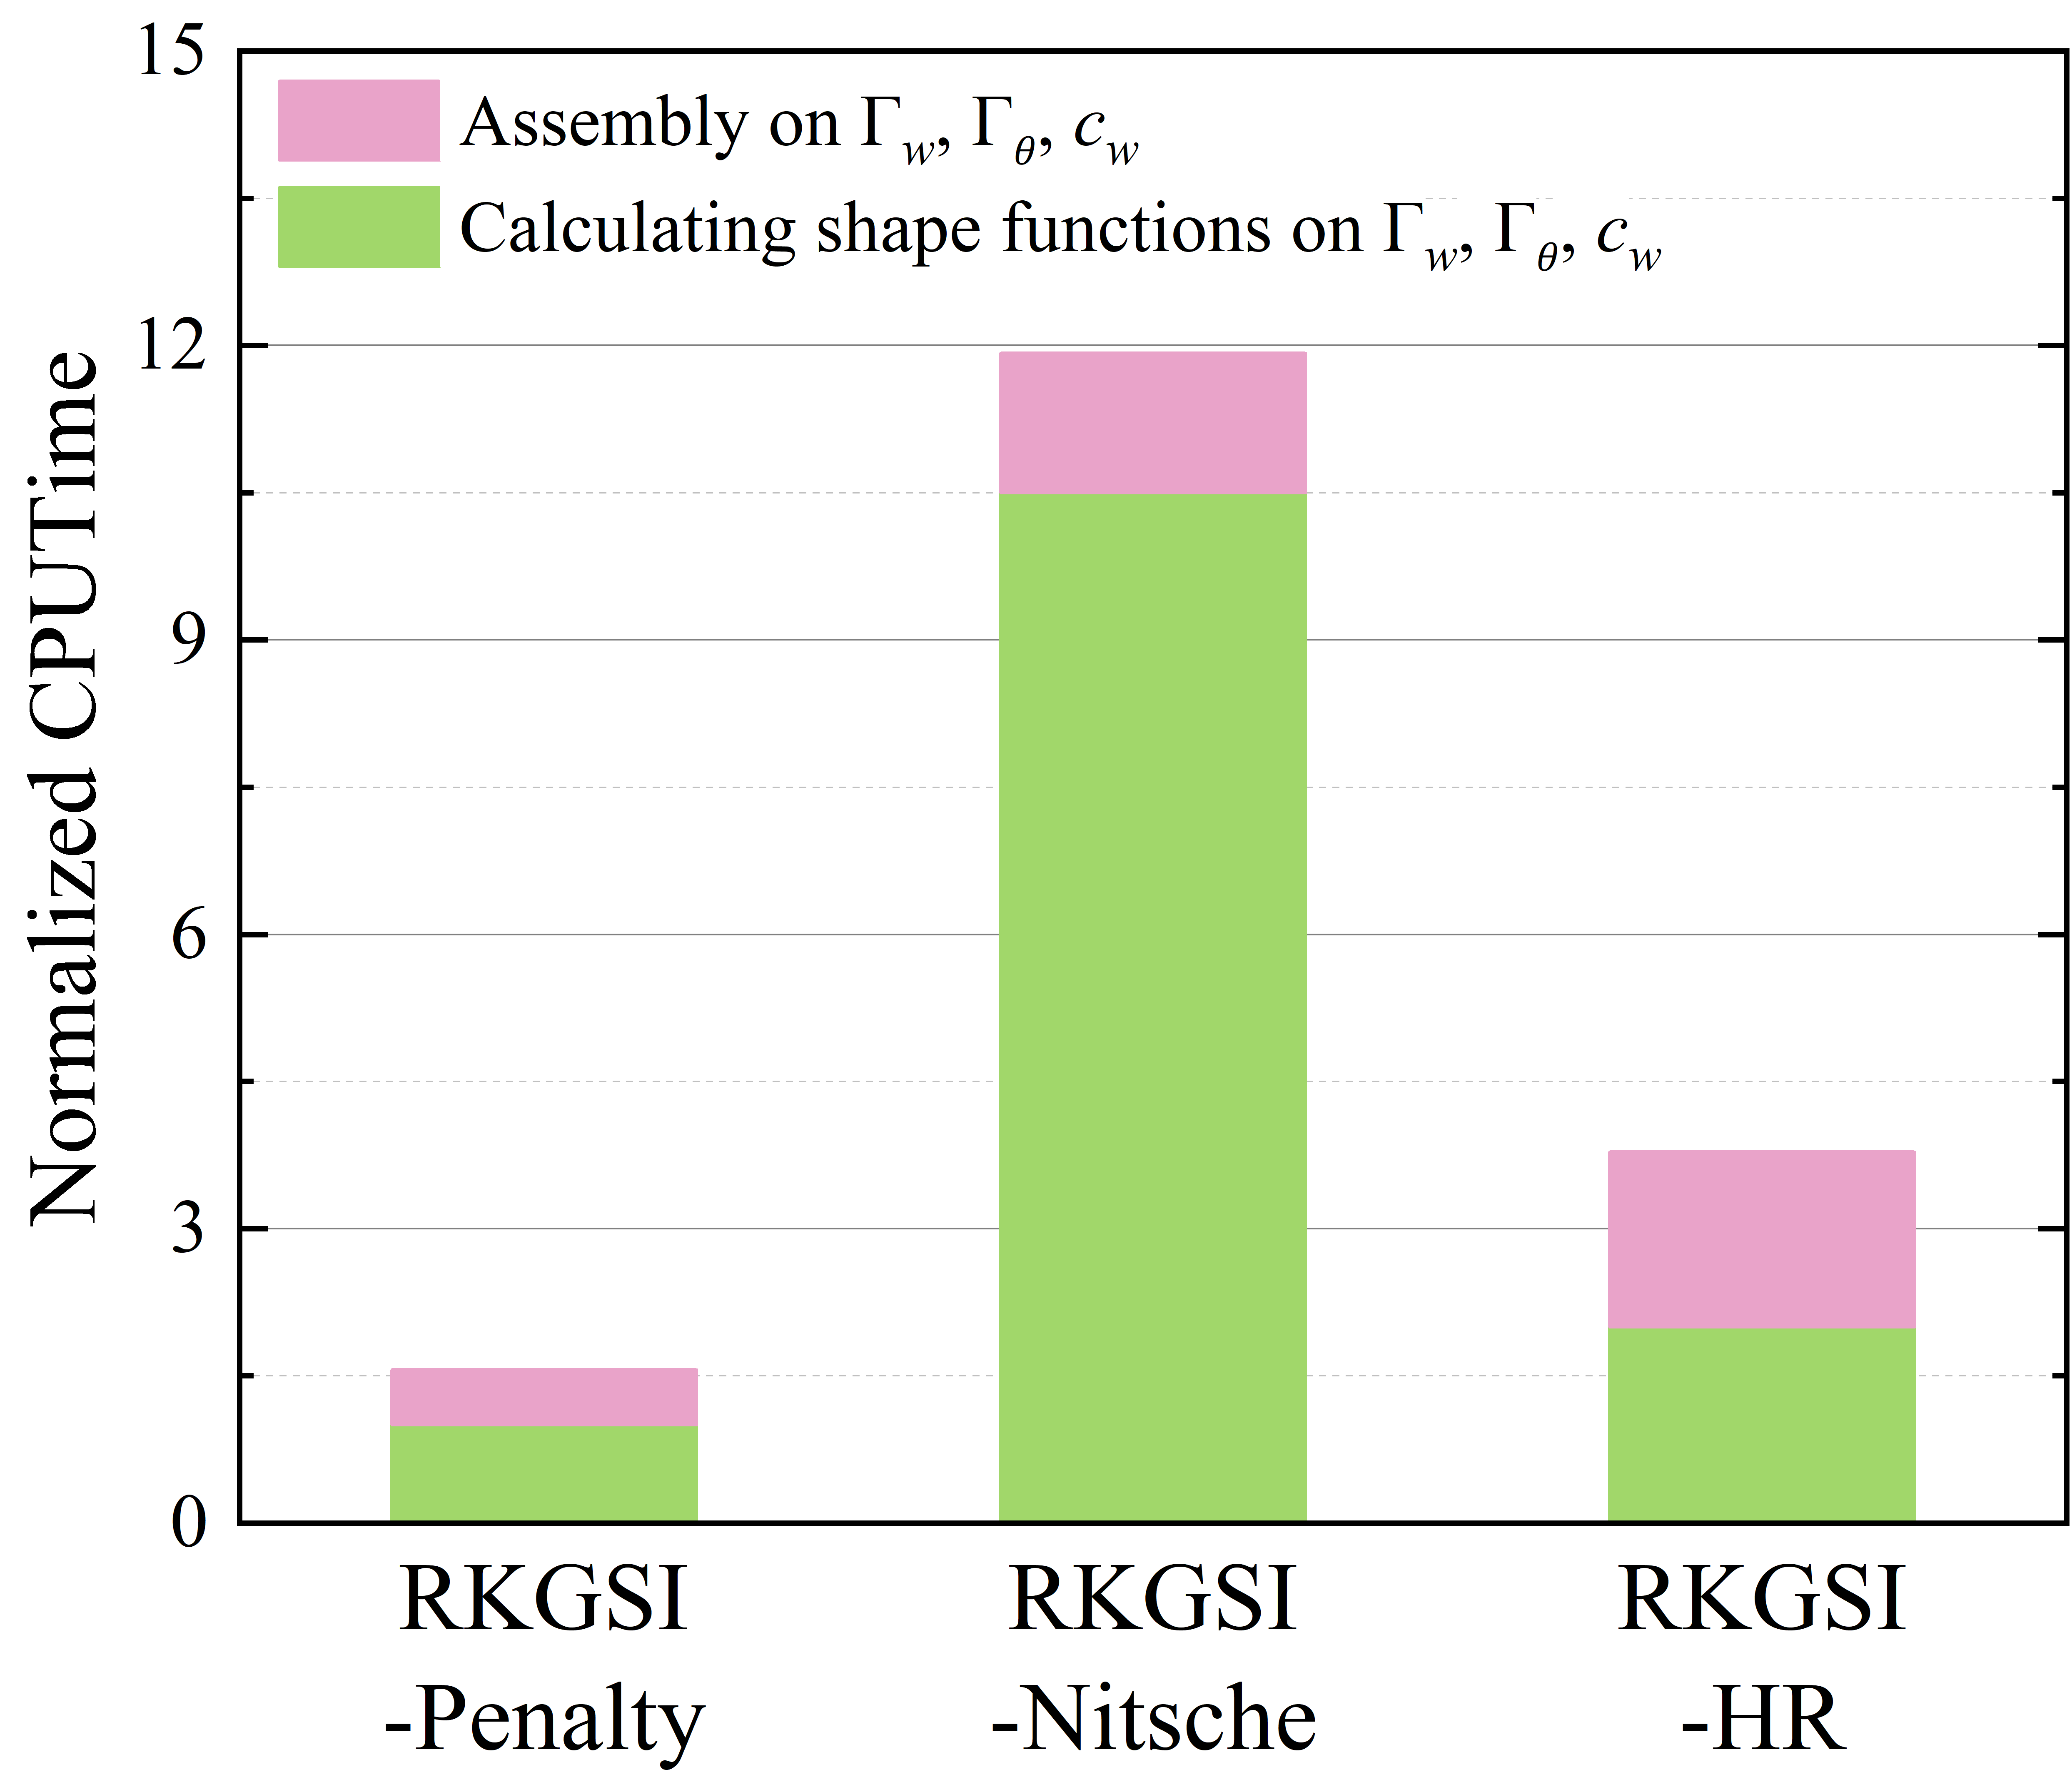 15
Assembly on Γw, Γθ, cw
Calculating shape functions on Γw, Γθ, cw
12
9
6
3
0
Normalized CPUTime
RKGSI
-Penalty
RKGSI
-Nitsche
RKGSI
-HR